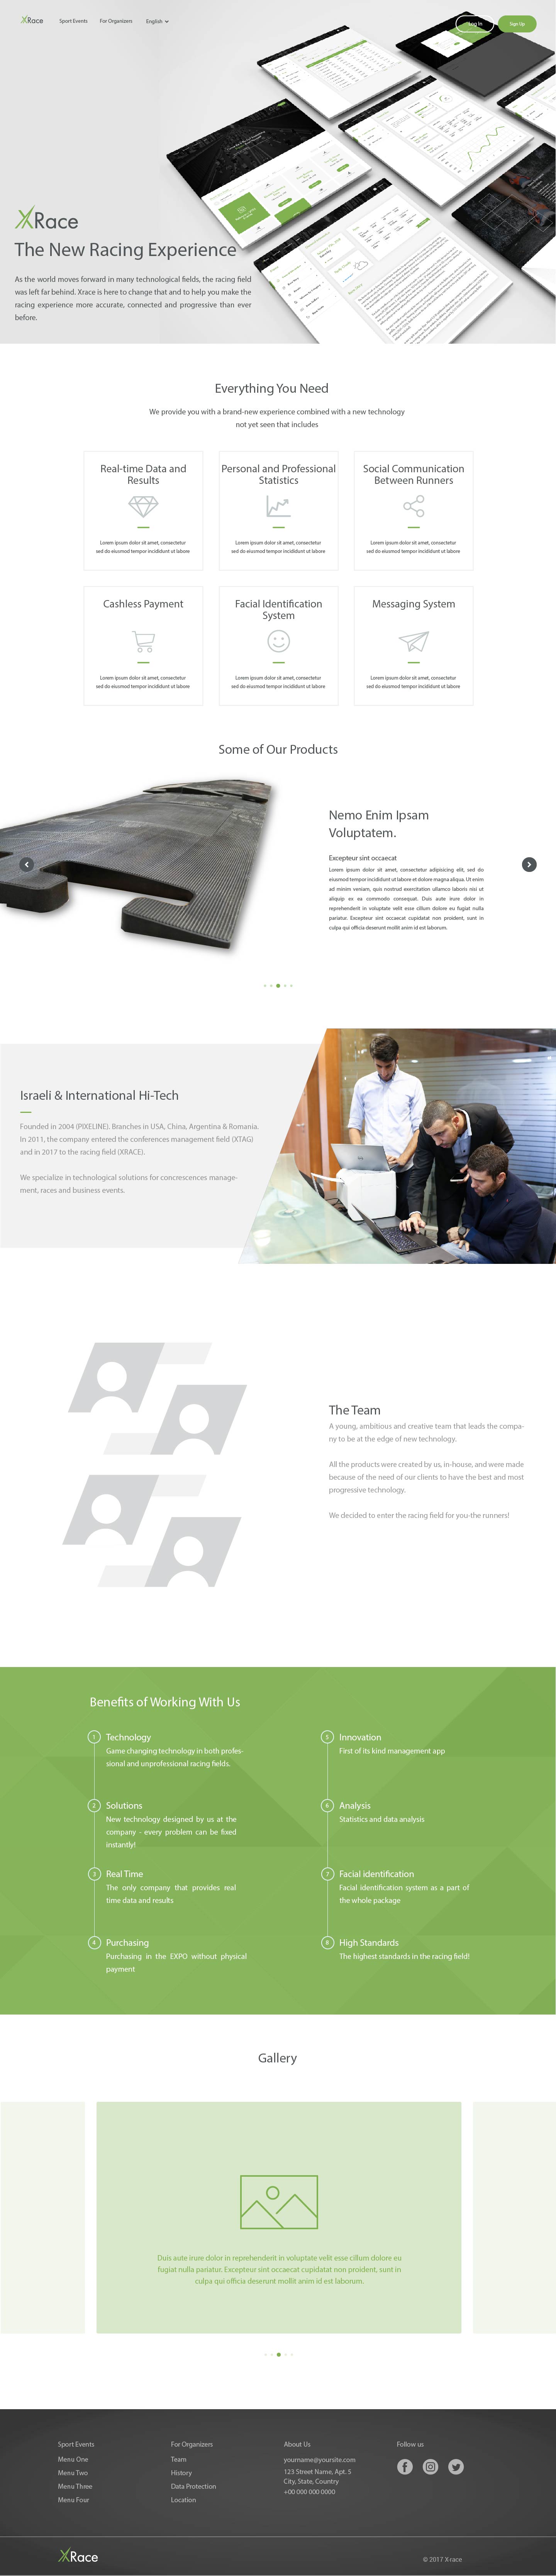 XRace
Sport Events
For Organizers
English
Log In
Sign Up
XRace
The New Racing Experience
As the world moves forward in many technological fields, the racing field
was left far behind. Xrace is here to change that and to help you make the
racing experience more accurate, connected and progressive than ever
before.
Everything You Need
We provide you with a brand-new experience combined with a new technology
not yet seen that includes
Real-time Data and
Results
Lorem ipsum dolor sit amet, consectetur
sed do eiusmod tempor incididunt ut labore
Personal and Professional
Statistics
Lorem ipsum dolor sit amet, consectetur
sed do eiusmod tempor incididunt ut labore
Social Communication
Between Runners
Lorem ipsum dolor sit amet, consectetur
sed do eiusmod tempor incididunt ut labore
Cashless Payment
Lorem ipsum dolor sit amet, consectetur
sed do eiusmod tempor incididunt ut labore
Facial Identification
System
Lorem ipsum dolor sit amet, consectetur
sed do eiusmod tempor incididunt ut labore
Messaging System
Lorem ipsum dolor sit amet, consectetur
sed do eiusmod tempor incididunt ut labore
Some of Our Products
Nemo Enim Ipsam
Voluptatem.
Excepteur sint occaecat
Lorem ipsum dolor sit amet, consectetur adipisicing elit, sed do
eiusmod tempor incididunt ut labore et dolore magna aliqua. Ut enim
ad minim veniam, quis nostrud exercitation ullamco laboris nisi ut
aliquip ex ea commodo consequat. Duis aute irure dolor in
reprehenderit in voluptate velit esse cillum dolore eu fugiat nulla
pariatur. Excepteur sint occaecat cupidatat non proident, sunt in
culpa qui officia deserunt mollit anim id est laborum.
Israeli & International Hi-Tech
Founded in 2004 (PIXELINE). Branches in USA, China, Argentina & Romania.
In 2011, the company entered the conferences management field (XTAG)
and in 2017 to the racing field (XRACE).
We specialize in technological solutions for concrescences manage-
ment, races and business events.
The Team
A young, ambitious and creative team that leads the compa-
ny to be at the edge of new technology.
All the products were created by us, in-house, and were made
because of the need of our clients to have the best and most
progressive technology.
We decided to enter the racing field for you-the runners!
Benefits of Working With Us
1
Technology
Game changing technology in both profes-
sional and unprofessional racing fields.
2
Solutions
New technology designed by us at the
company - every problem can be fixed
instantly!
3
Real Time
The only company that provides real
time data and results
4
Purchasing
Purchasing in the EXPO without physical
payment
5
Innovation
First of its kind management app
6
Analysis
Statistics and data analysis
7
Facial identification
Facial identification system as a part of
the whole package
8
High Standards
The highest standards in the racing field!
Gallery
Duis aute irure dolor in reprehenderit in voluptate velit esse cillum dolore eu
fugiat nulla pariatur. Excepteur sint occaecat cupidatat non proident, sunt in
culpa qui officia deserunt mollit anim id est laborum.
Sport Events
Menu One
Menu Two
Menu Three
Menu Four
For Organizers
Team
History
Data Protection
Location
About Us
yourname@yoursite.com
123 Street Name, Apt. 5
City, State, Country
+00 000 000 0000
Follow us
XRace
© 2017 X-race